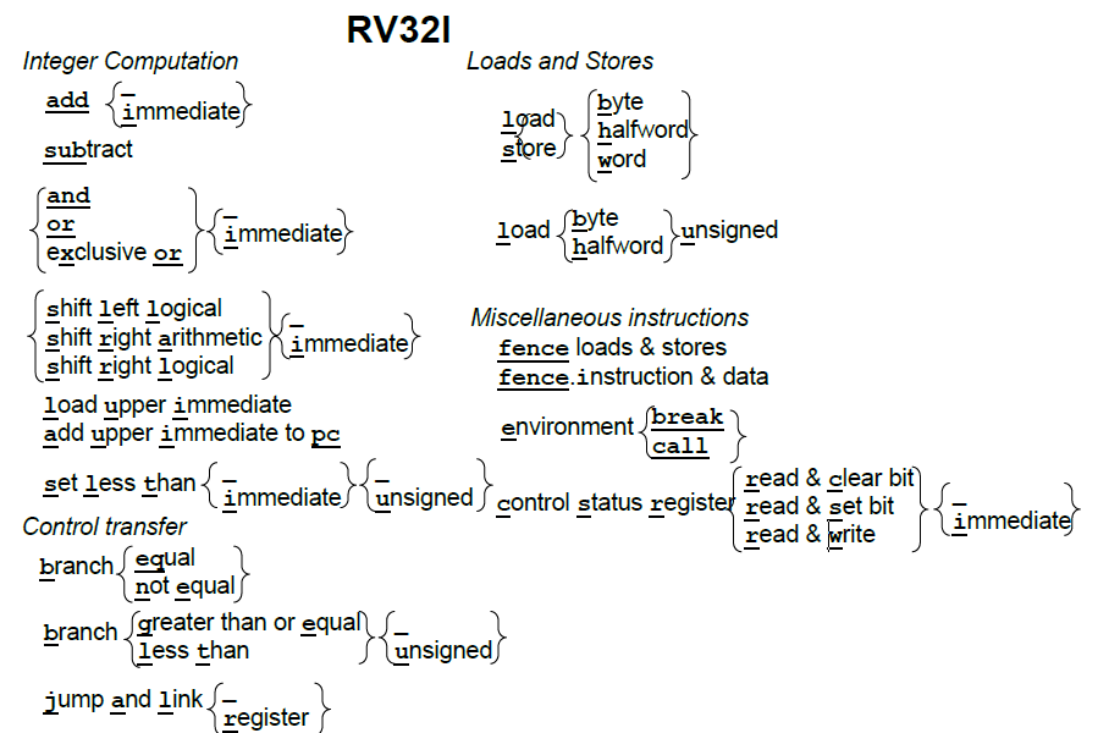 RV32I
Integer Computation
add { _
immediate }
subtract
and
or
exclusive or
_
immediate
shift left logical
shift right arithmetic
shift right logical
_
immediate
load upper immediate
add upper immediate to pc
set less than
_
immediate
_
unsigned
Control transfer
branch
equal
not equal
branch
greater than or equal
less than
_
unsigned
jump and link
_
register
Loads and Stores
load
store
byte
halfword
word
load
byte
halfword
unsigned
Miscellaneous instructions
fence loads & stores
fence.instruction & data
environment
break
call
control status register
read & clear bit
read & set bit
read & write
_
immediate